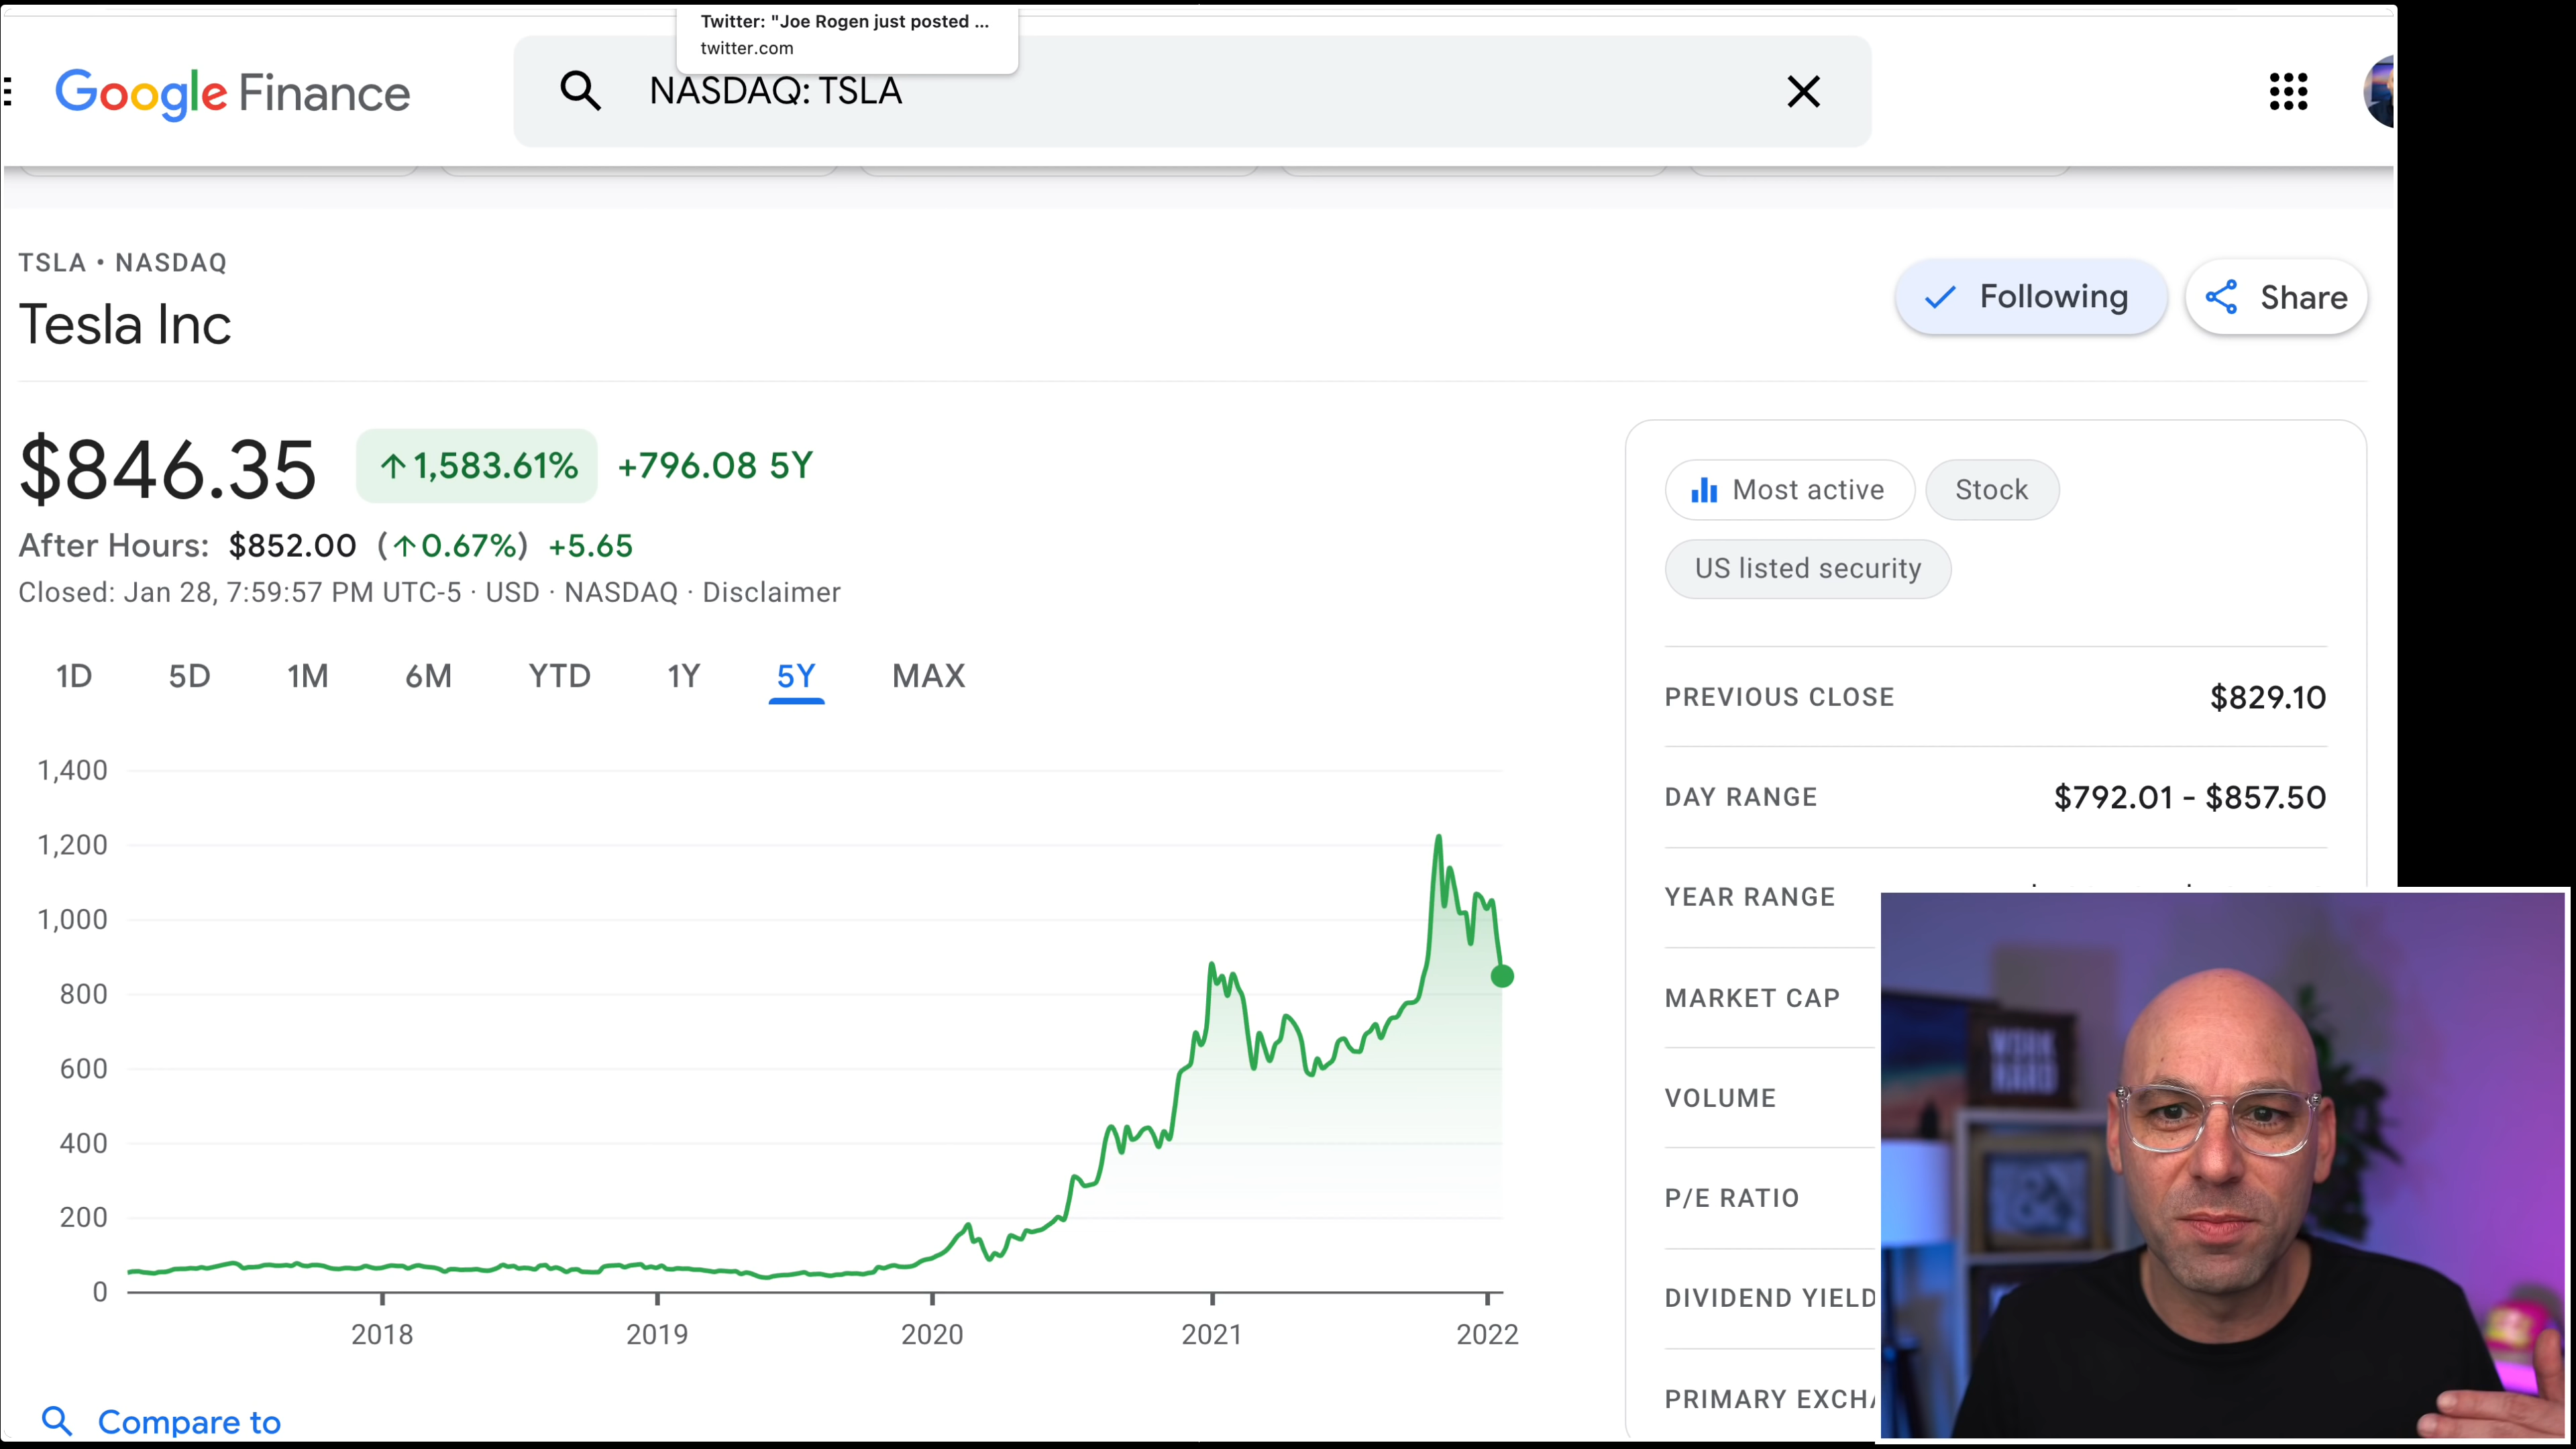 Twitter: "Joe Rogen just posted ...
twitter.com
Google Finance
NASDAQ: TSLA
TSLA • NASDAQ
Tesla Inc
Following
Share
$846.35
↑1,583.61%
+796.08 5Y
After Hours: $852.00 (↑0.67%) +5.65
Closed: Jan 28, 7:59:57 PM UTC-5 · USD · NASDAQ · Disclaimer
1D 5D 1M 6M YTD 1Y 5Y MAX
1,400
1,200
1,000
800
600
400
200
0
2018 2019 2020 2021 2022
Compare to
Most active
Stock
US listed security
PREVIOUS CLOSE $829.10
DAY RANGE $792.01 - $857.50
YEAR RANGE
MARKET CAP
VOLUME
P/E RATIO
DIVIDEND YIELD
PRIMARY EXCHA
WORK
HARD